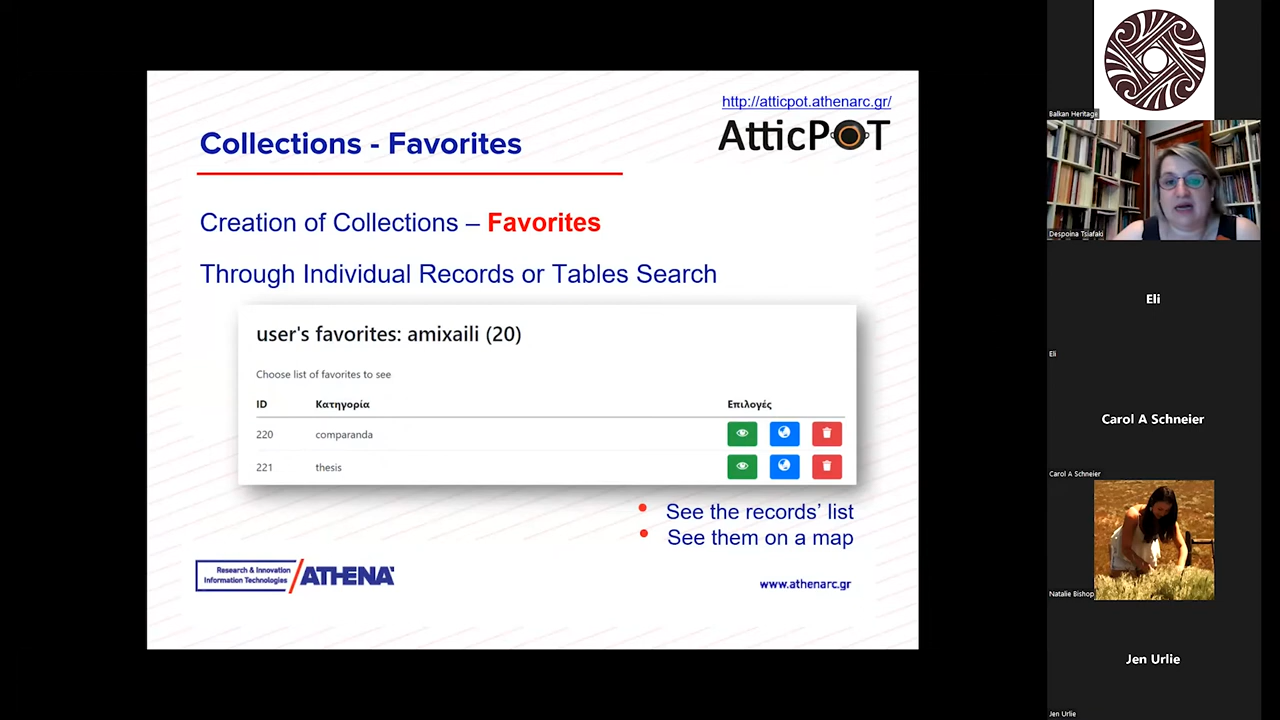 http://atticpot.athenarc.gr/
AtticPOT
Collections - Favorites
Creation of Collections – Favorites
Through Individual Records or Tables Search
user's favorites: amixaili (20)
Choose list of favorites to see
ID Κατηγορία Επιλογές
220 comparanda
221 thesis
• See the records’ list
• See them on a map
Research & Innovation
Information Technologies
ATHENA
www.athenarc.gr
Balkan Heritage
Despoina Tsiafaki
Eli
Eli
Carol A Schneier
Carol A Schneier
Natalie Bishop
Jen Urlie
Jen Urlie